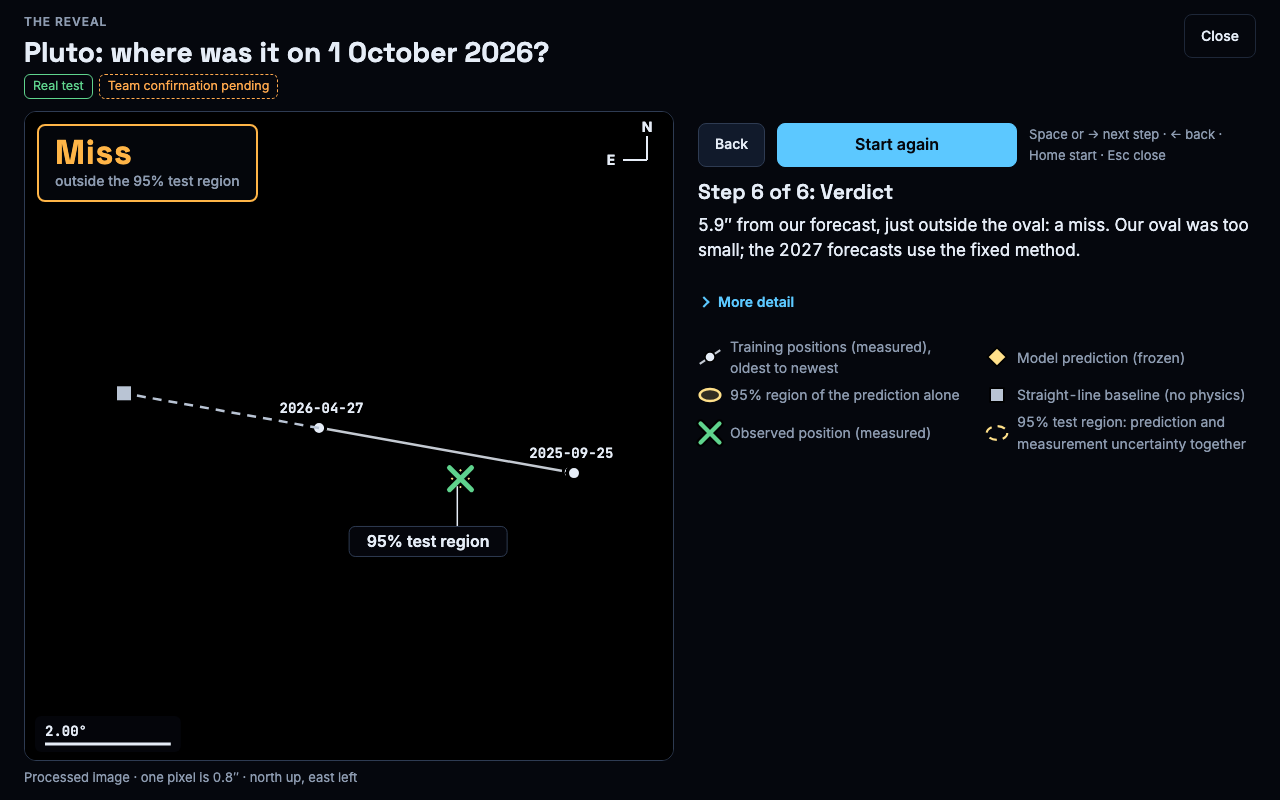 THE REVEAL
Pluto: where was it on 1 October 2026?
Close
Real test
Team confirmation pending
Miss
outside the 95% test region
N
E
2026-04-27
2025-09-25
95% test region
2.00°
Processed image · one pixel is 0.8″ · north up, east left
Back
Start again
Space or → next step · ← back ·
Home start · Esc close
Step 6 of 6: Verdict
5.9″ from our forecast, just outside the oval: a miss. Our oval was too
small; the 2027 forecasts use the fixed method.
More detail
Training positions (measured),
oldest to newest
Model prediction (frozen)
95% region of the prediction alone
Straight-line baseline (no physics)
Observed position (measured)
95% test region: prediction and
measurement uncertainty together